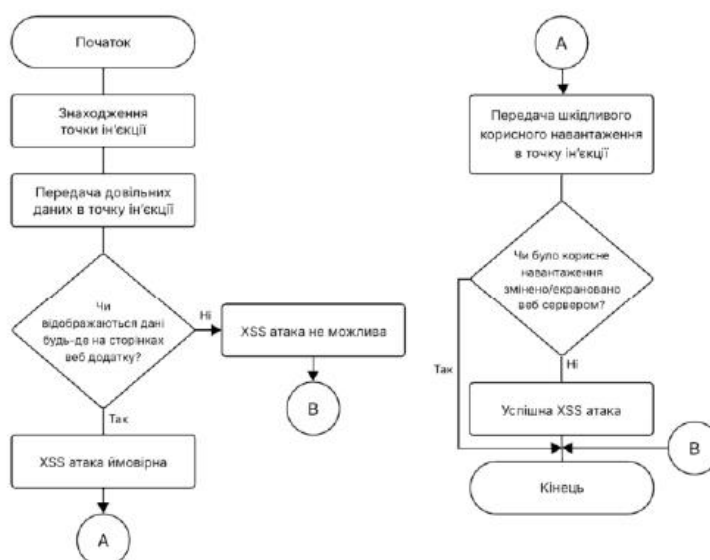 Початок
Знаходження
точки ін'єкції
Передача довільних
даних в точку ін'єкції
Чи
відображаються дані
будь-де на сторінках
веб додатку?
Ні
XSS атака не можлива
B
Так
XSS атака ймовірна
A
A
Передача шкідливого
корисного навантаження
в точку ін'єкції
Чи було корисне
навантаження
змінено/екрановано
веб сервером?
Так
Ні
Успішна XSS атака
B
Кінець